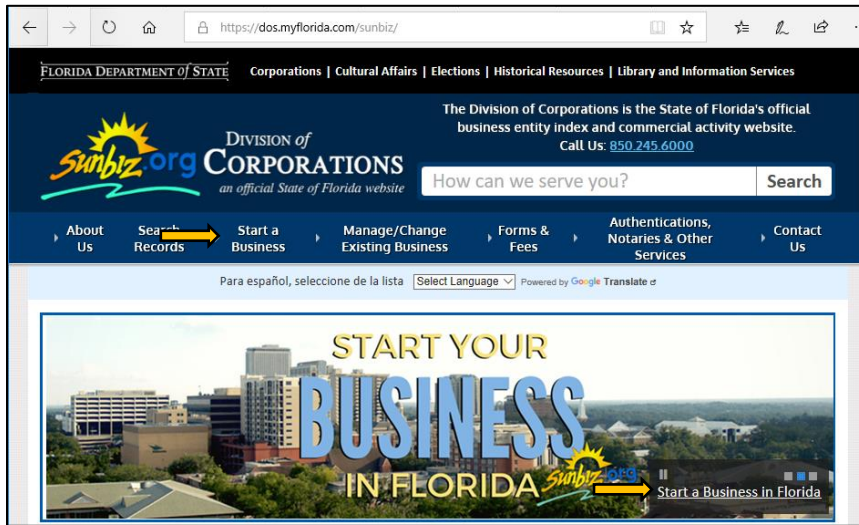 https://dos.myflorida.com/sunbiz/
FLORIDA DEPARTMENT of STATE
Corporations | Cultural Affairs | Elections | Historical Resources | Library and Information Services
Sunbiz.org
DIVISION of
CORPORATIONS
an official State of Florida website
The Division of Corporations is the State of Florida's official
business entity index and commercial activity website.
Call Us: 850.245.6000
How can we serve you?
Search
About
Us
Search
Records
Start a
Business
Manage/Change
Existing Business
Forms &
Fees
Authentications,
Notaries & Other
Services
Contact
Us
Para español, seleccione de la lista
Select Language
Powered by Google Translate
START YOUR
BUSINESS
IN FLORIDA
Sunbiz.org
Start a Business in Florida